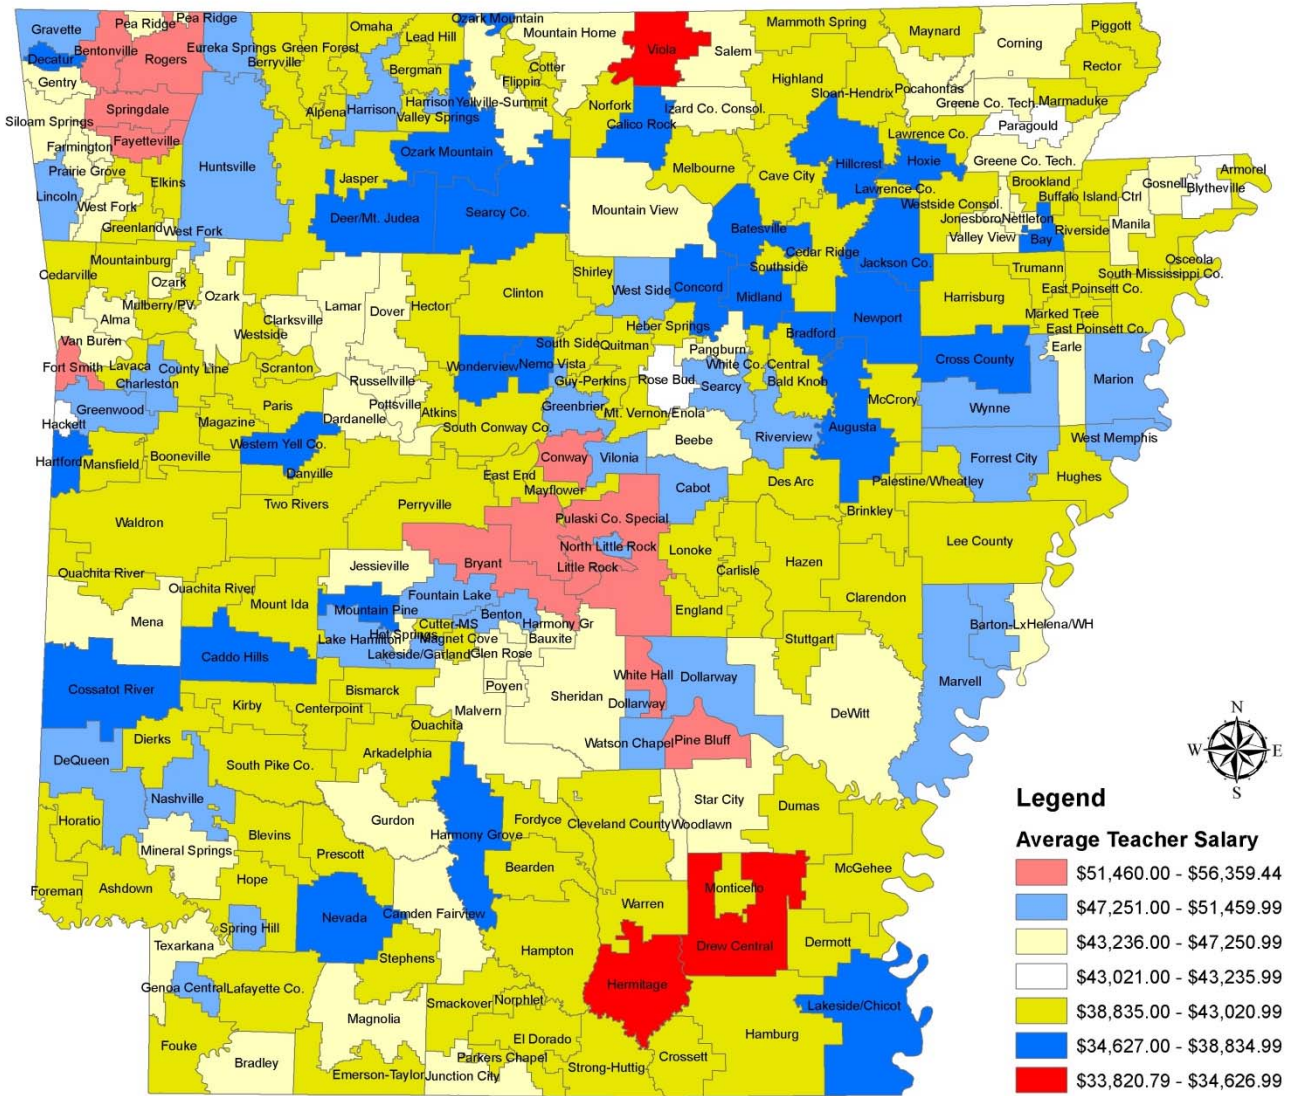 Ozark Mountain
Pea Ridge
Pea Ridge
Gravette
Omaha
Mountain Home
Mammoth Spring
Piggott
Maynard
Corning
Lead Hill
Eureka Springs
Green Forest
Bentonville
Decatur
Rogers
Berryville
Viola
Salem
Bergman
Cotter
Flippin
Rector
Gentry
Highland
Sloan-Hendrix
Pocahontas
Springdale
Harrison
Harrison
Yellville-Summit
Norfork
Izard Co. Consol.
Greene Co. Tech.
Marmaduke
Alpena
Valley Springs
Siloam Springs
Calico Rock
Paragould
Fayetteville
Lawrence Co.
Farmington
Ozark Mountain
Huntsville
Hillcrest
Hoxie
Greene Co. Tech.
Prairie Grove
Melbourne
Cave City
Armorel
Elkins
Jasper
Lawrence Co.
Brookland
Gosnell
Blytheville
Lincoln
Buffalo Island Ctrl
West Fork
Westside Consol.
Mountain View
Deer/Mt. Judea
Searcy Co.
Jonesboro
Nettleton
Manila
Greenland
West Fork
Batesville
Valley View
Bay
Riverside
Cedar Ridge
Mountainburg
Southside
Jackson Co.
Osceola
Cedarville
Shirley
Trumann
South Mississippi Co.
Ozark
Ozark
Clinton
West Side
Concord
Midland
Harrisburg
East Poinsett Co.
Mulberry/PV
Lamar
Dover
Hector
Alma
Clarksville
Heber Springs
Newport
Marked Tree
Westside
Bradford
East Poinsett Co.
Van Buren
South Side
Quitman
Pangburn
Earle
Fort Smith
Lavaca
County Line
Scranton
Wonderview
Nemo Vista
White Co. Central
Cross County
Charleston
Russellville
Guy-Perkins
Rose Bud
Searcy
Bald Knob
Marion
Greenwood
Paris
Pottsville
Atkins
Greenbrier
Mt. Vernon/Enola
McCrory
Wynne
Hackett
Magazine
Dardanelle
South Conway Co.
Augusta
Western Yell Co.
Beebe
Riverview
West Memphis
Hartford
Mansfield
Booneville
Conway
Vilonia
Forrest City
Danville
East End
Cabot
Des Arc
Palestine/Wheatley
Hughes
Mayflower
Two Rivers
Perryville
Brinkley
Waldron
Pulaski Co. Special
Lee County
North Little Rock
Lonoke
Jessieville
Bryant
Little Rock
Carlisle
Hazen
Ouachita River
Ouachita River
Mount Ida
Fountain Lake
Clarendon
Mountain Pine
Benton
England
Mena
Cutter-MS
Harmony Gr
Barton-Lx
Helena/WH
Lake Hamilton
Hot Springs
Magnet Cove
Bauxite
Stuttgart
Caddo Hills
Lakeside/Garland
Glen Rose
White Hall
Dollarway
Marvell
Cossatot River
Bismarck
Poyen
Sheridan
Kirby
Centerpoint
Malvern
Dollarway
DeWitt
Dierks
Ouachita
Watson Chapel
Pine Bluff
DeQueen
South Pike Co.
Arkadelphia
N
W
E
S
Nashville
Star City
Dumas
Horatio
Gurdon
Fordyce
Cleveland County
Woodlawn
Blevins
Harmony Grove
Mineral Springs
Prescott
Bearden
McGehee
Foreman
Ashdown
Hope
Monticello
Warren
Nevada
Camden Fairview
Spring Hill
Texarkana
Hampton
Drew Central
Dermott
Stephens
Genoa Central
Lafayette Co.
Hermitage
Smackover
Norphlet
Lakeside/Chicot
Magnolia
El Dorado
Hamburg
Fouke
Bradley
Parkers Chapel
Crossett
Emerson-Taylor
Junction City
Strong-Huttig
Legend
Average Teacher Salary
$51,460.00 - $56,359.44
$47,251.00 - $51,459.99
$43,236.00 - $47,250.99
$43,021.00 - $43,235.99
$38,835.00 - $43,020.99
$34,627.00 - $38,834.99
$33,820.79 - $34,626.99